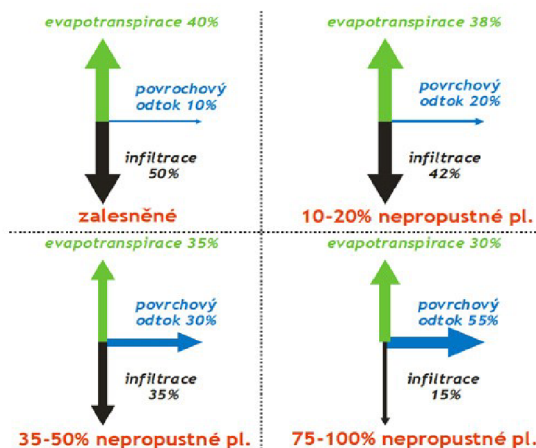 evapotranspirace 40%
povrochový
odtok 10%
infiltrace
50%
zalesněné
evapotranspirace 38%
povrchový
odtok 20%
infiltrace
42%
10-20% nepropustné pl.
evapotranspirace 35%
povrchový
odtok 30%
infiltrace
35%
35-50% nepropustné pl.
evapotranspirace 30%
povrchový
odtok 55%
infiltrace
15%
75-100% nepropustné pl.